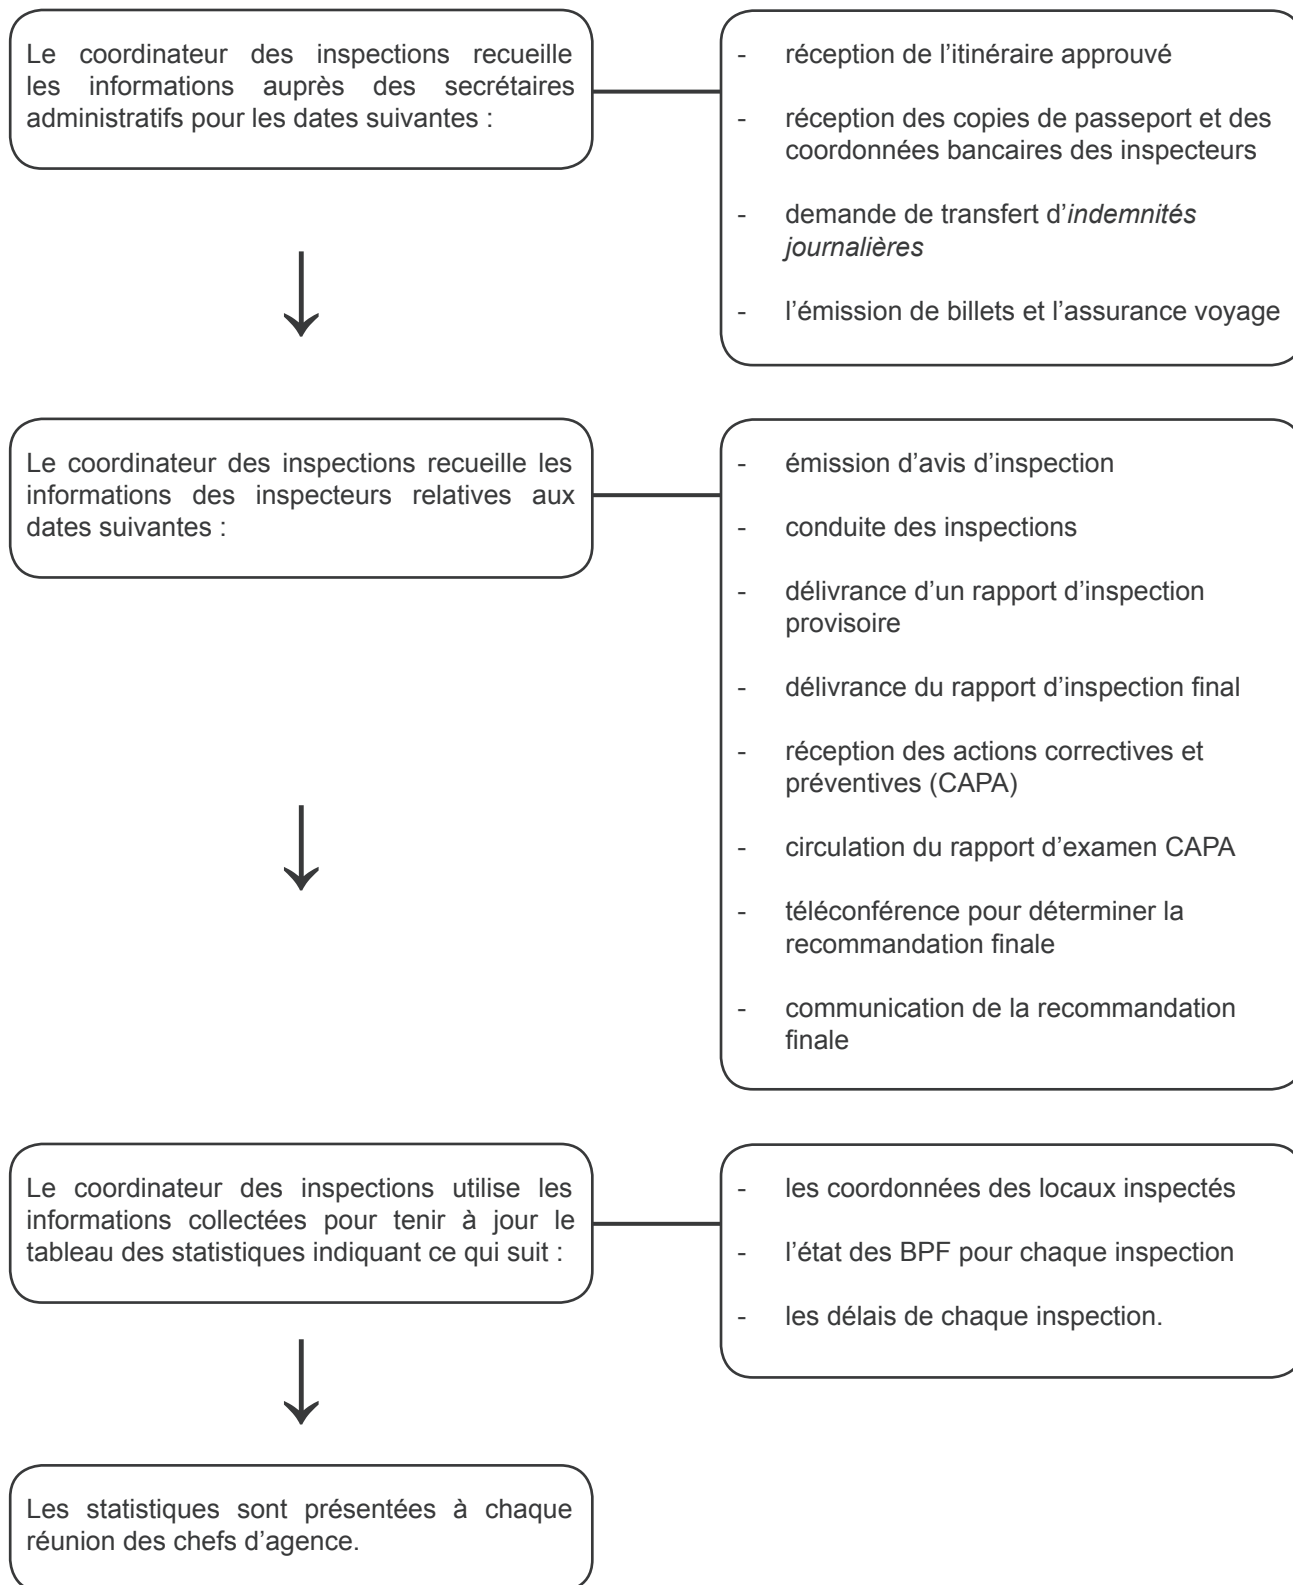 Le coordinateur des inspections recueille
les informations auprès des secrétaires
administratifs pour les dates suivantes :
- réception de l’itinéraire approuvé
- réception des copies de passeport et des
coordonnées bancaires des inspecteurs
- demande de transfert d’indemnités
journalières
- l’émission de billets et l’assurance voyage
Le coordinateur des inspections recueille les
informations des inspecteurs relatives aux
dates suivantes :
- émission d’avis d’inspection
- conduite des inspections
- délivrance d’un rapport d’inspection
provisoire
- délivrance du rapport d’inspection final
- réception des actions correctives et
préventives (CAPA)
- circulation du rapport d’examen CAPA
- téléconférence pour déterminer la
recommandation finale
- communication de la recommandation
finale
Le coordinateur des inspections utilise les
informations collectées pour tenir à jour le
tableau des statistiques indiquant ce qui suit :
- les coordonnées des locaux inspectés
- l’état des BPF pour chaque inspection
- les délais de chaque inspection.
Les statistiques sont présentées à chaque
réunion des chefs d’agence.